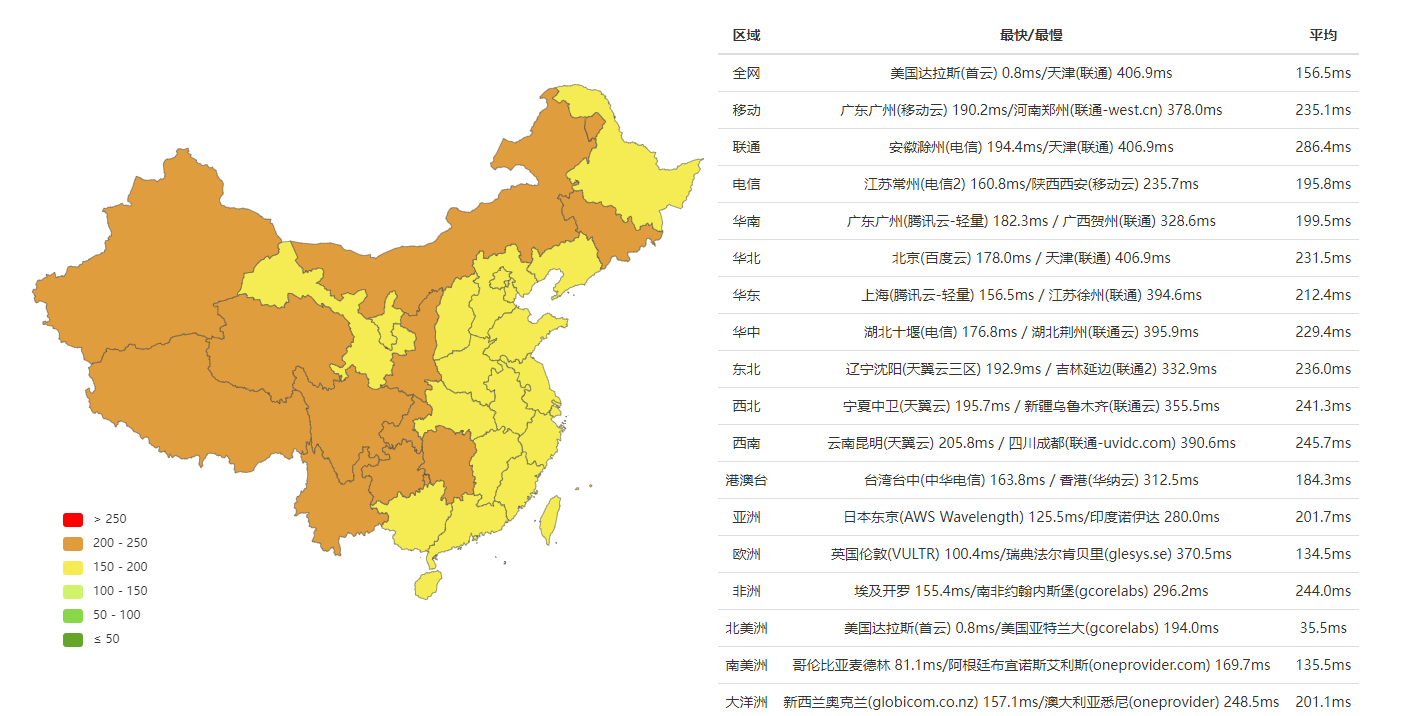 区域 最快/最慢 平均
全网 美国达拉斯(首云) 0.8ms/天津(联通) 406.9ms 156.5ms
移动 广东广州(移动云) 190.2ms/河南郑州(联通-west.cn) 378.0ms 235.1ms
联通 安徽滁州(电信) 194.4ms/天津(联通) 406.9ms 286.4ms
电信 江苏常州(电信2) 160.8ms/陕西西安(移动云) 235.7ms 195.8ms
华南 广东广州(腾讯云-轻量) 182.3ms / 广西贺州(联通) 328.6ms 199.5ms
华北 北京(百度云) 178.0ms / 天津(联通) 406.9ms 231.5ms
华东 上海(腾讯云-轻量) 156.5ms / 江苏徐州(联通) 394.6ms 212.4ms
华中 湖北十堰(电信) 176.8ms / 湖北荆州(联通云) 395.9ms 229.4ms
东北 辽宁沈阳(天翼云三区) 192.9ms / 吉林延边(联通2) 332.9ms 236.0ms
西北 宁夏中卫(天翼云) 195.7ms / 新疆乌鲁木齐(联通云) 355.5ms 241.3ms
西南 云南昆明(天翼云) 205.8ms / 四川成都(联通-uvidc.com) 390.6ms 245.7ms
港澳台 台湾台中(中华电信) 163.8ms / 香港(华纳云) 312.5ms 184.3ms
亚洲 日本东京(AWS Wavelength) 125.5ms/印度诺伊达 280.0ms 201.7ms
欧洲 英国伦敦(VULTR) 100.4ms/瑞典法尔肯贝里(glesys.se) 370.5ms 134.5ms
非洲 埃及开罗 155.4ms/南非约翰内斯堡(gcorelabs) 296.2ms 244.0ms
北美洲 美国达拉斯(首云) 0.8ms/美国亚特兰大(gcorelabs) 194.0ms 35.5ms
南美洲 哥伦比亚麦德林 81.1ms/阿根廷布宜诺斯艾利斯(oneprovider.com) 169.7ms 135.5ms
大洋洲 新西兰奥克兰(globicom.co.nz) 157.1ms/澳大利亚悉尼(oneprovider) 248.5ms 201.1ms
> 250
200 - 250
150 - 200
100 - 150
50 - 100
≤ 50